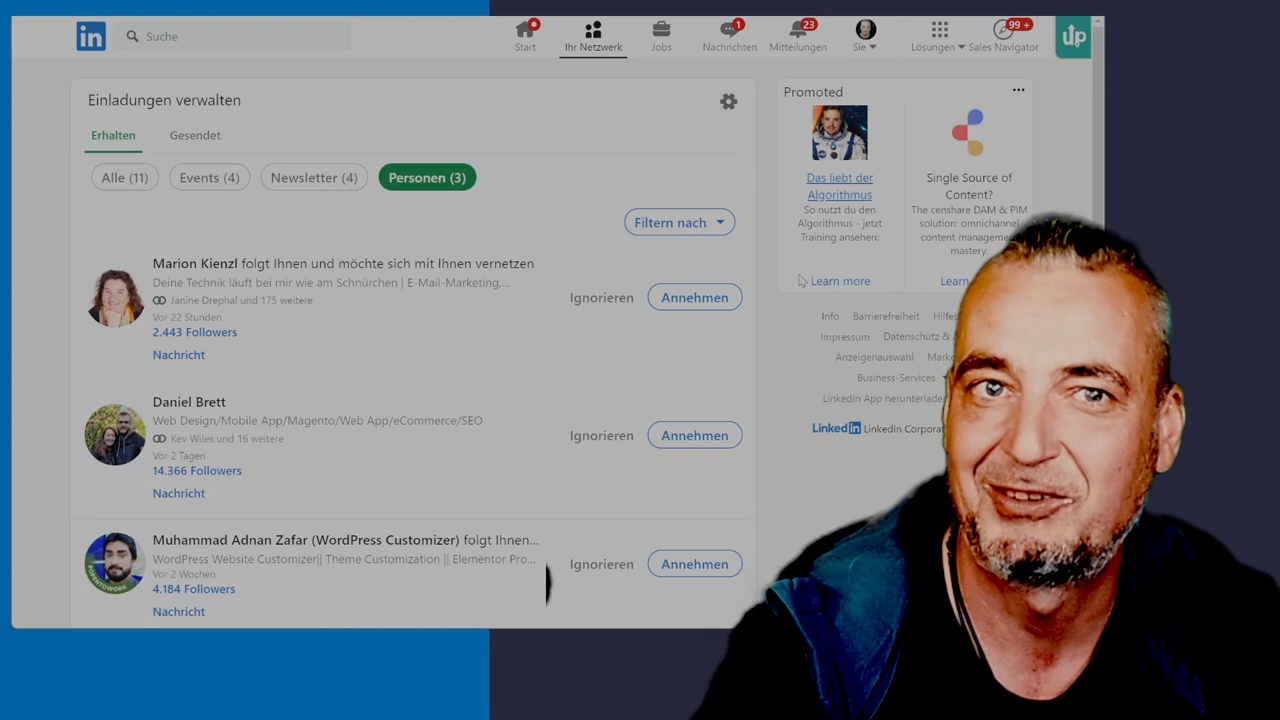 in
Suche
Start
Ihr Netzwerk
Jobs
1
Nachrichten
23
Mitteilungen
Sie
Lösungen
99 +
Sales Navigator
up
Einladungen verwalten
Erhalten
Gesendet
Alle (11)
Events (4)
Newsletter (4)
Personen (3)
Filtern nach
Marion Kienzl folgt Ihnen und möchte sich mit Ihnen vernetzen
Deine Technik läuft bei mir wie am Schnürchen | E-Mail-Marketing,...
Janine Drephal und 175 weitere
Vor 22 Stunden
2.443 Followers
Nachricht
Ignorieren
Annehmen
Daniel Brett
Web Design/Mobile App/Magento/Web App/eCommerce/SEO
Kev Wiles und 16 weitere
Vor 2 Tagen
14.366 Followers
Nachricht
Ignorieren
Annehmen
Muhammad Adnan Zafar (WordPress Customizer) folgt Ihnen...
WordPress Website Customizer|| Theme Customization || Elementor Pro...
Vor 2 Wochen
4.184 Followers
Nachricht
#OPENTOWORK
Ignorieren
Annehmen
Promoted
Das liebt der
Algorithmus
So nutzt du den
Algorithmus - jetzt
Training ansehen:
Learn more
Single Source of
Content?
The censhare DAM & PIM
solution: omnichannel
content management
mastery.
Learn
Info Barrierefreiheit
Impressum Datenschutz &
Anzeigenauswahl
Business-Services
LinkedIn App
LinkedIn LinkedIn